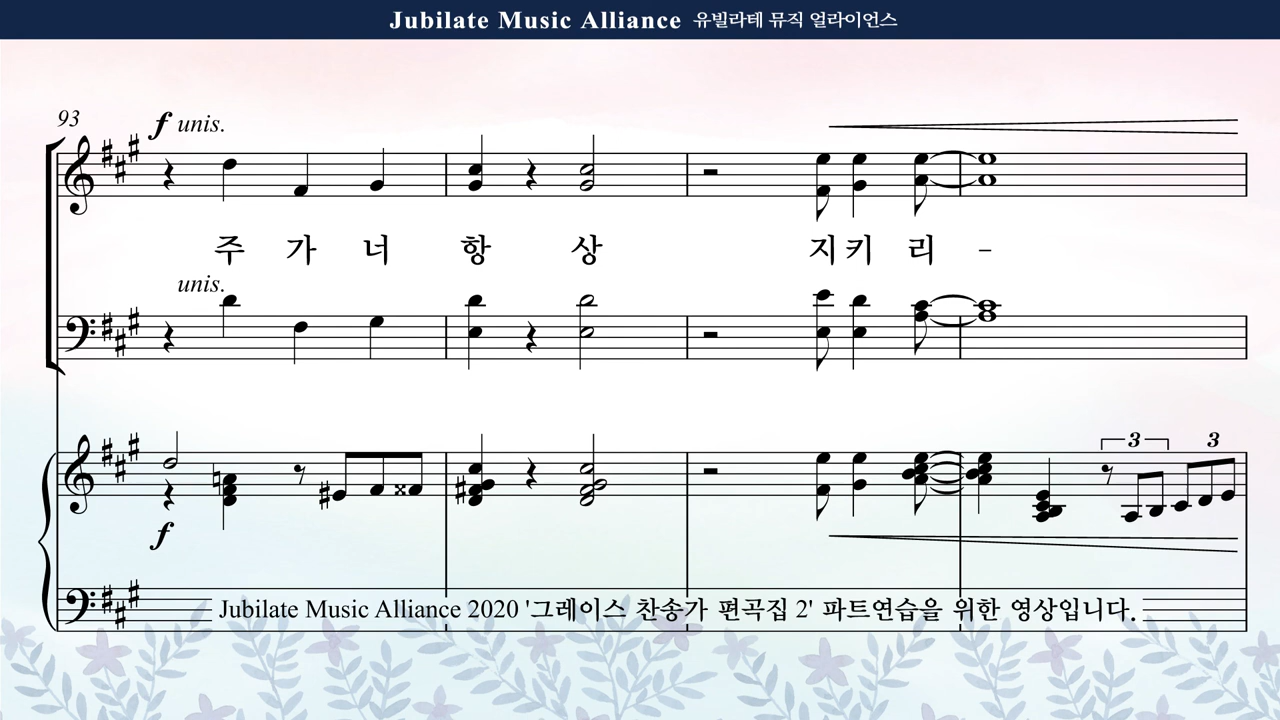 Jubilate Music Alliance 유빌라테 뮤직 얼라이언스
93
f unis.
주 가 너 항 상 지 키 리 -
unis.
3 3
f
Jubilate Music Alliance 2020 '그레이스 찬송가 편곡집 2' 파트연습을 위한 영상입니다.